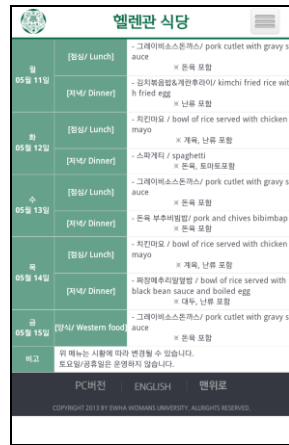 헬렌관 식당
월
05월 11일
[점심/ Lunch]
- 그레이비소스돈까스/ pork cutlet with gravy s
auce
※ 돈육 포함
[저녁/ Dinner]
- 김치볶음밥&계란후라이/ kimchi fried rice wit
h fried egg
※ 난류 포함
화
05월 12일
[점심/ Lunch]
- 치킨마요 / bowl of rice served with chicken
mayo
※ 계육, 난류 포함
[저녁/ Dinner]
- 스파게티 / spaghetti
※ 돈육, 토마토포함
수
05월 13일
[점심/ Lunch]
- 그레이비소스돈까스/ pork cutlet with gravy s
auce
※ 돈육 포함
[저녁/ Dinner]
- 돈육 부추비빔밥/ pork and chives bibimbap
※ 돈육 포함
목
05월 14일
[점심/ Lunch]
- 치킨마요 / bowl of rice served with chicken
mayo
※ 계육, 난류 포함
[저녁/ Dinner]
- 짜장메추리알덮밥 / bowl of rice served with
black bean sauce and boiled egg
※ 대두, 난류 포함
금
05월 15일
[양식/ Western food]
- 그레이비소스돈까스/ pork cutlet with gravy s
auce
※ 돈육 포함
비고
위 메뉴는 시황에 따라 변경될 수 있습니다.
토요일/공휴일은 운영하지 않습니다.
PC버전
ENGLISH
맨위로
COPYRIGHT 2013 BY EWHA WOMANS UNIVERSITY. ALLRIGHTS RESERVED.